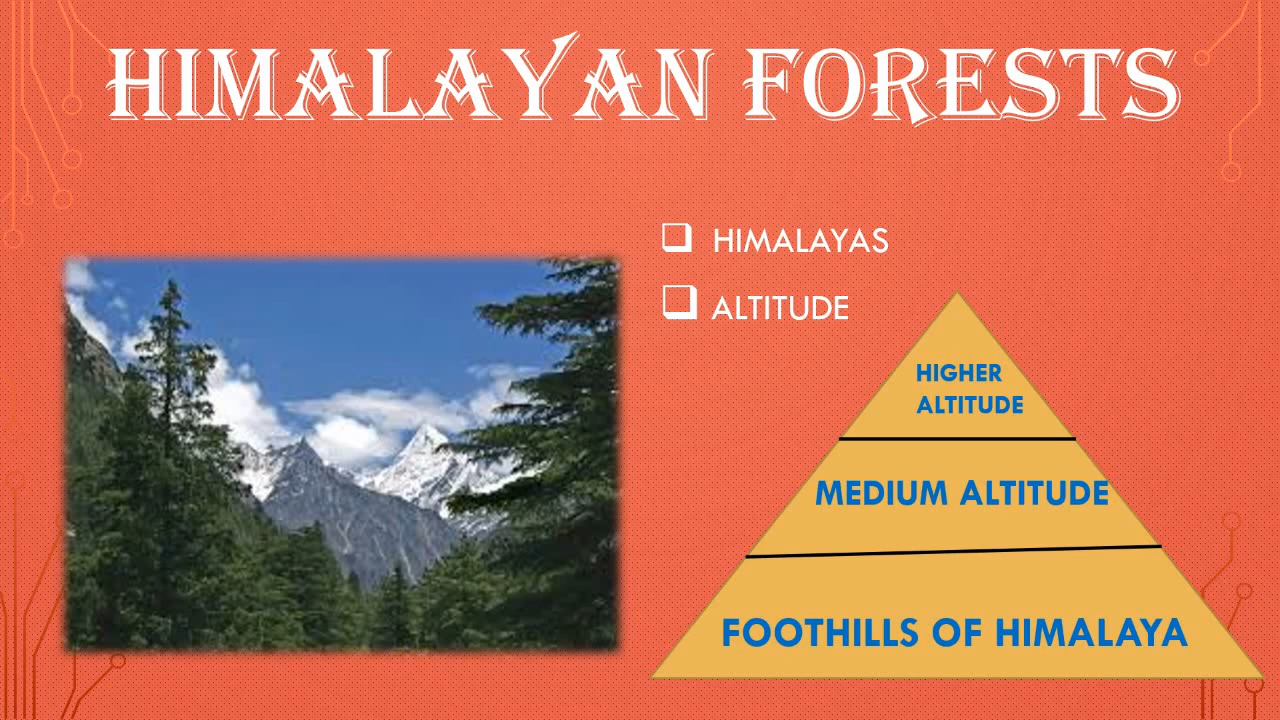 HIMALAYAN FORESTS
HIMALAYAS
ALTITUDE
HIGHER
ALTITUDE
MEDIUM ALTITUDE
FOOTHILLS OF HIMALAYA